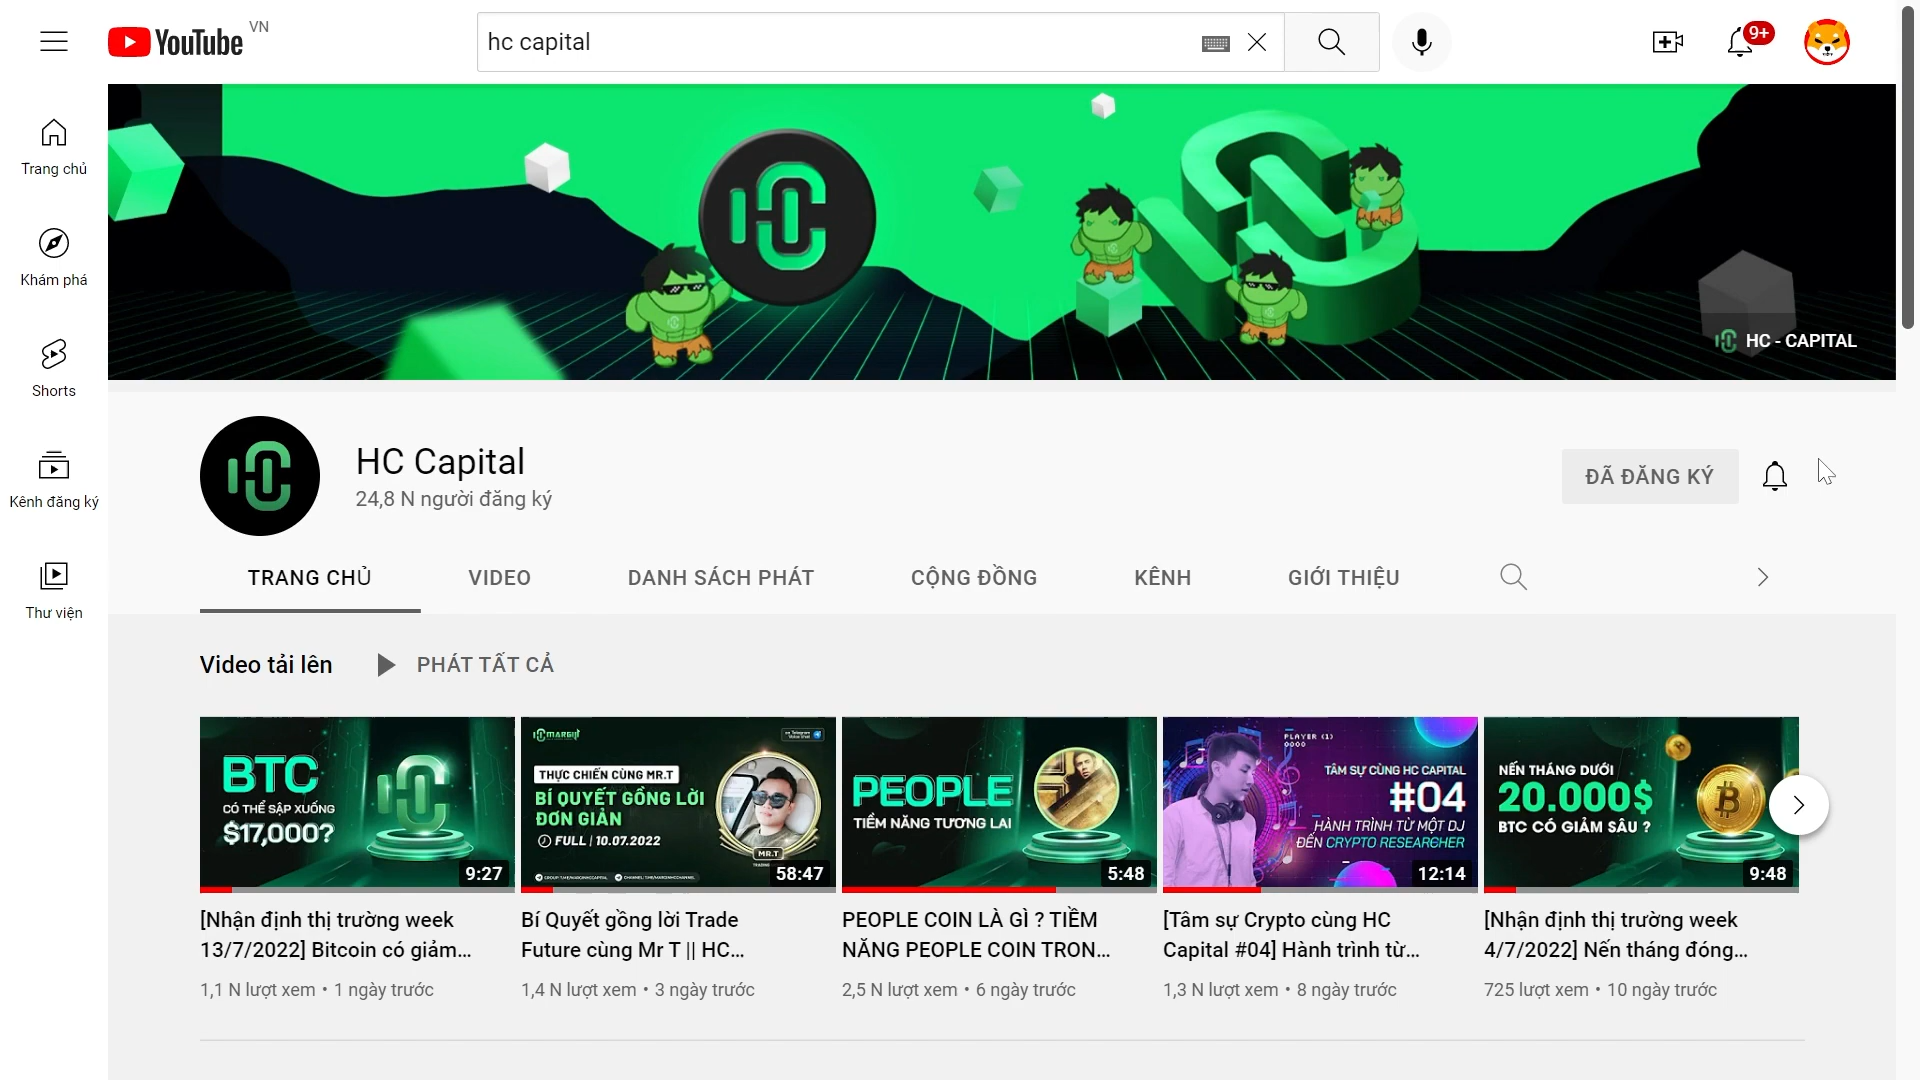 YouTube
VN
hc capital
9+
Trang chủ
Khám phá
Shorts
Kênh đăng ký
Thư viện
HC - CAPITAL
HC Capital
24,8 N người đăng ký
ĐÃ ĐĂNG KÝ
TRANG CHỦ
VIDEO
DANH SÁCH PHÁT
CỘNG ĐỒNG
KÊNH
GIỚI THIỆU
Video tải lên
PHÁT TẤT CẢ
BTC
CÓ THỂ SẬP XUỐNG
$17,000?
9:27
[Nhận định thị trường week
13/7/2022] Bitcoin có giảm...
1,1 N lượt xem • 1 ngày trước
THỰC CHIẾN CÙNG MR.T
BÍ QUYẾT GỒNG LỜI
ĐƠN GIẢN
FULL | 10.07.2022
MR.T
58:47
Bí Quyết gồng lời Trade
Future cùng Mr T || HC...
1,4 N lượt xem • 3 ngày trước
PEOPLE
TIỀM NĂNG TƯƠNG LAI
5:48
PEOPLE COIN LÀ GÌ ? TIỀM
NĂNG PEOPLE COIN TRON...
2,5 N lượt xem • 6 ngày trước
PLAYER (1)
0000
TÂM SỰ CÙNG HC CAPITAL
#04
HÀNH TRÌNH TỪ MỘT DJ
ĐẾN CRYPTO RESEARCHER
12:14
[Tâm sự Crypto cùng HC
Capital #04] Hành trình từ...
1,3 N lượt xem • 8 ngày trước
NẾN THÁNG DƯỚI
20.000$
BTC CÓ GIẢM SÂU ?
9:48
[Nhận định thị trường week
4/7/2022] Nến tháng đóng...
725 lượt xem • 10 ngày trước